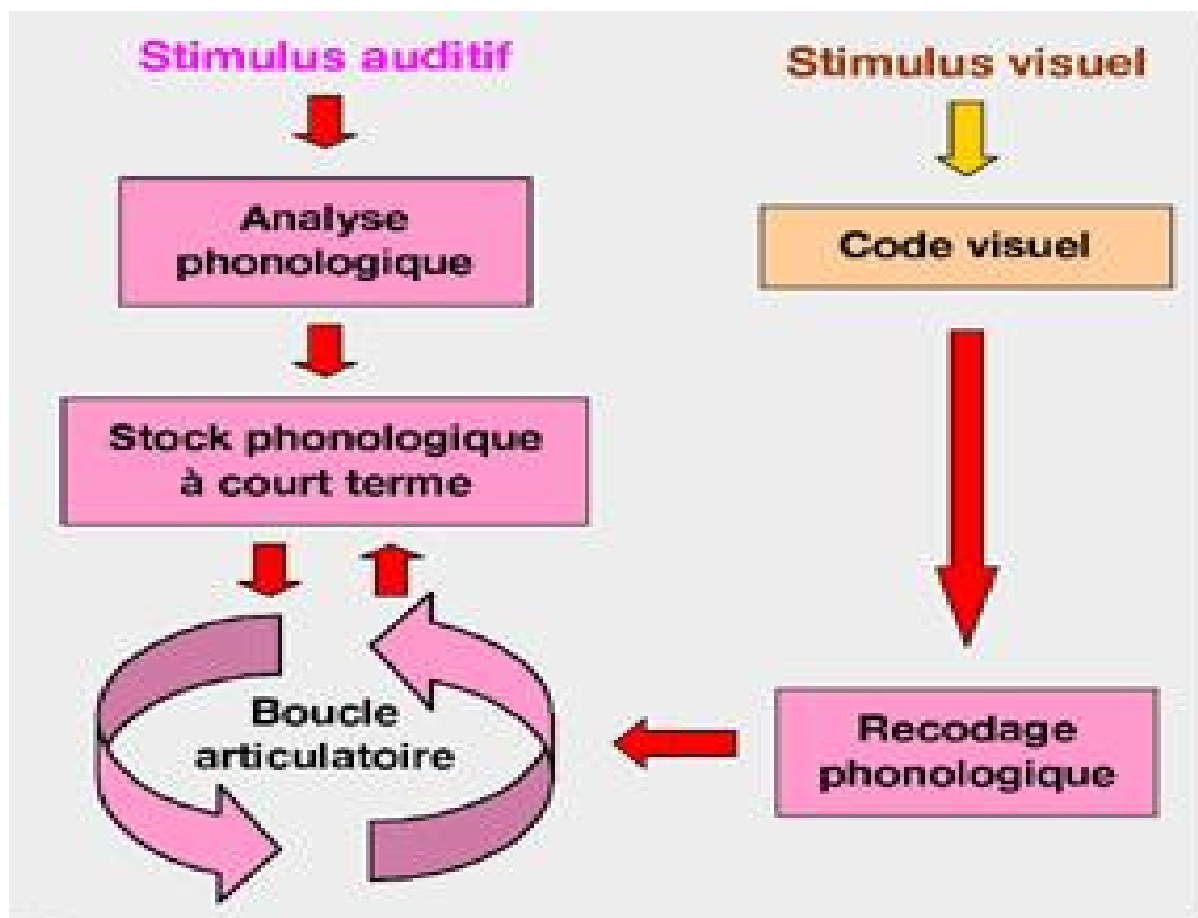 Stimulus auditif
Stimulus visuel
Analyse
phonologique
Code visuel
Stock phonologique
à court terme
Boucle
articulatoire
Recodage
phonologique